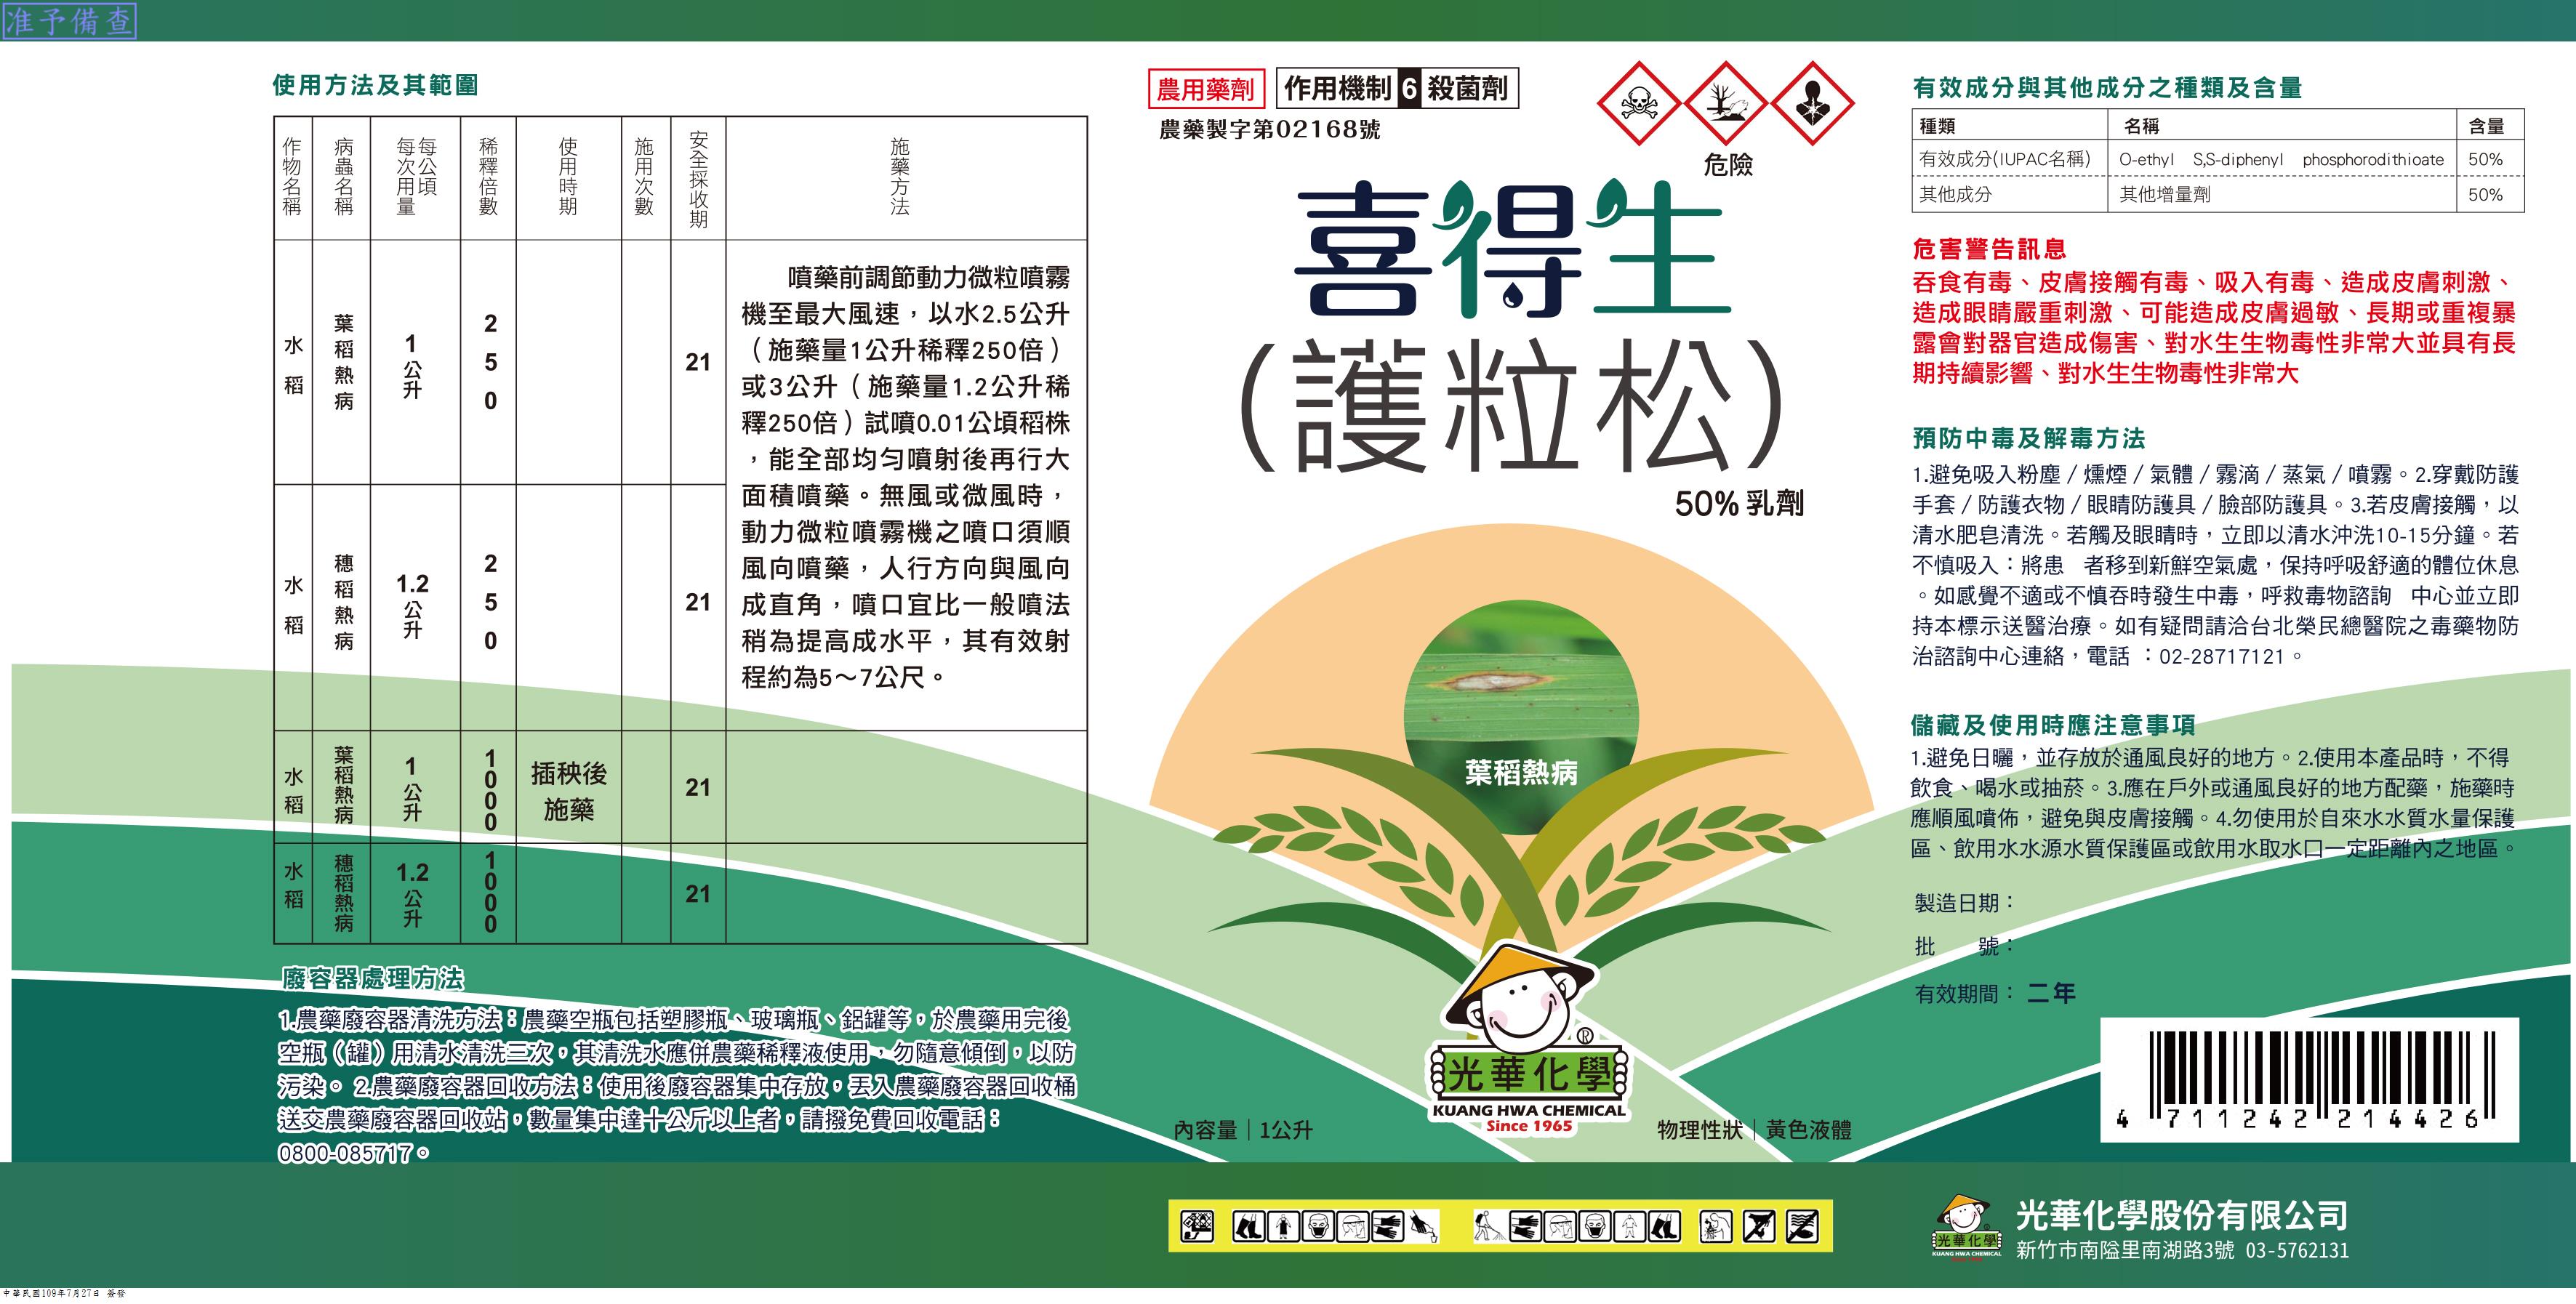 准予備查
使用方法及其範圍
作物名稱 病蟲名稱 每公頃每次用量 稀釋倍數 使用時期 施用次數 安全採收期 施藥方法
水稻 葉稻熱病 1公升 250 21
噴藥前調節動力微粒噴霧
機至最大風速，以水2.5公升
（施藥量1公升稀釋250倍）
或3公升（施藥量1.2公升稀
釋250倍）試噴0.01公頃稻株
，能全部均勻噴射後再行大
面積噴藥。無風或微風時，
動力微粒噴霧機之噴口須順
風向噴藥，人行方向與風向
成直角，噴口宜比一般噴法
稍為提高成水平，其有效射
程約為5～7公尺。
水稻 穗稻熱病 1.2公升 250 21
水稻 葉稻熱病 1公升 1000 插秧後施藥 21
水稻 穗稻熱病 1.2公升 1000 21
廢容器處理方法
1.農藥廢容器清洗方法：農藥空瓶包括塑膠瓶、玻璃瓶、鋁罐等，於農藥用完後
空瓶（罐）用清水清洗三次，其清洗水應併農藥稀釋液使用，勿隨意傾倒，以防
污染。 2.農藥廢容器回收方法：使用後廢容器集中存放，丟入農藥廢容器回收桶
送交農藥廢容器回收站，數量集中達十公斤以上者，請撥免費回收電話：
0800-085717。
農用藥劑 作用機制 6 殺菌劑
農藥製字第02168號
危險
喜得生
（護粒松）
50% 乳劑
葉稻熱病
®
光華化學
KUANG HWA CHEMICAL
Since 1965
內容量｜1公升
物理性狀｜黃色液體
有效成分與其他成分之種類及含量
種類 名稱 含量
有效成分(IUPAC名稱) O-ethyl S,S-diphenyl phosphorodithioate 50%
其他成分 其他增量劑 50%
危害警告訊息
吞食有毒、皮膚接觸有毒、吸入有毒、造成皮膚刺激、
造成眼睛嚴重刺激、可能造成皮膚過敏、長期或重複暴
露會對器官造成傷害、對水生生物毒性非常大並具有長
期持續影響、對水生生物毒性非常大
預防中毒及解毒方法
1.避免吸入粉塵／燻煙／氣體／霧滴／蒸氣／噴霧。2.穿戴防護
手套／防護衣物／眼睛防護具／臉部防護具。3.若皮膚接觸，以
清水肥皂清洗。若觸及眼睛時，立即以清水沖洗10-15分鐘。若
不慎吸入：將患　者移到新鮮空氣處，保持呼吸舒適的體位休息
。如感覺不適或不慎吞時發生中毒，呼救毒物諮詢　中心並立即
持本標示送醫治療。如有疑問請洽台北榮民總醫院之毒藥物防
治諮詢中心連絡，電話 ：02-28717121。
儲藏及使用時應注意事項
1.避免日曬，並存放於通風良好的地方。2.使用本產品時，不得
飲食、喝水或抽菸。3.應在戶外或通風良好的地方配藥，施藥時
應順風噴佈，避免與皮膚接觸。4.勿使用於自來水水質水量保護
區、飲用水水源水質保護區或飲用水取水口一定距離內之地區。
製造日期：
批　　號：
有效期間： 二年
4 711242 214426
光華化學
KUANG HWA CHEMICAL
光華化學股份有限公司
新竹市南隘里南湖路3號 03-5762131
中華民國109年7月27日 簽發